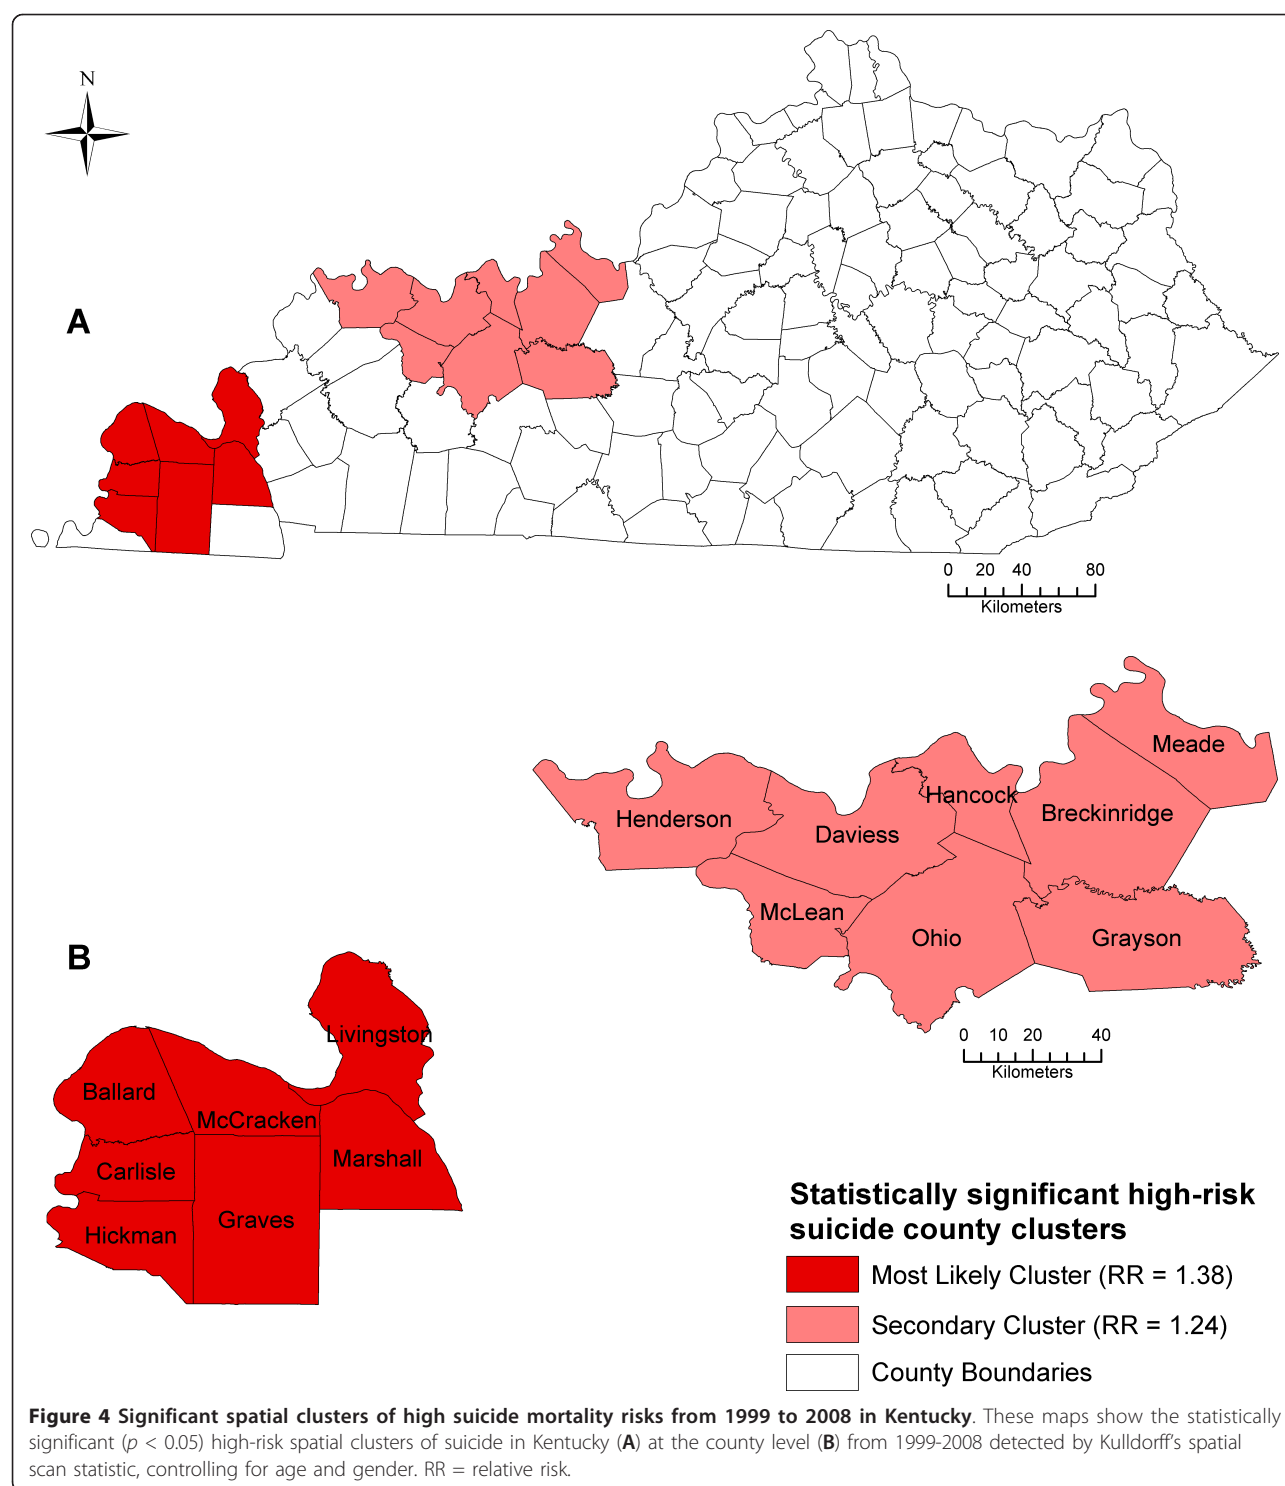 N
A
0 20 40 80
Kilometers
Meade
Hancock
Breckinridge
Henderson
Daviess
McLean
Ohio
Grayson
B
0 10 20 40
Kilometers
Livingston
Ballard
McCracken
Marshall
Carlisle
Graves
Hickman
Statistically significant high-risk
suicide county clusters
Most Likely Cluster (RR = 1.38)
Secondary Cluster (RR = 1.24)
County Boundaries
Figure 4 Significant spatial clusters of high suicide mortality risks from 1999 to 2008 in Kentucky. These maps show the statistically
significant (p < 0.05) high-risk spatial clusters of suicide in Kentucky (A) at the county level (B) from 1999-2008 detected by Kulldorff's spatial
scan statistic, controlling for age and gender. RR = relative risk.